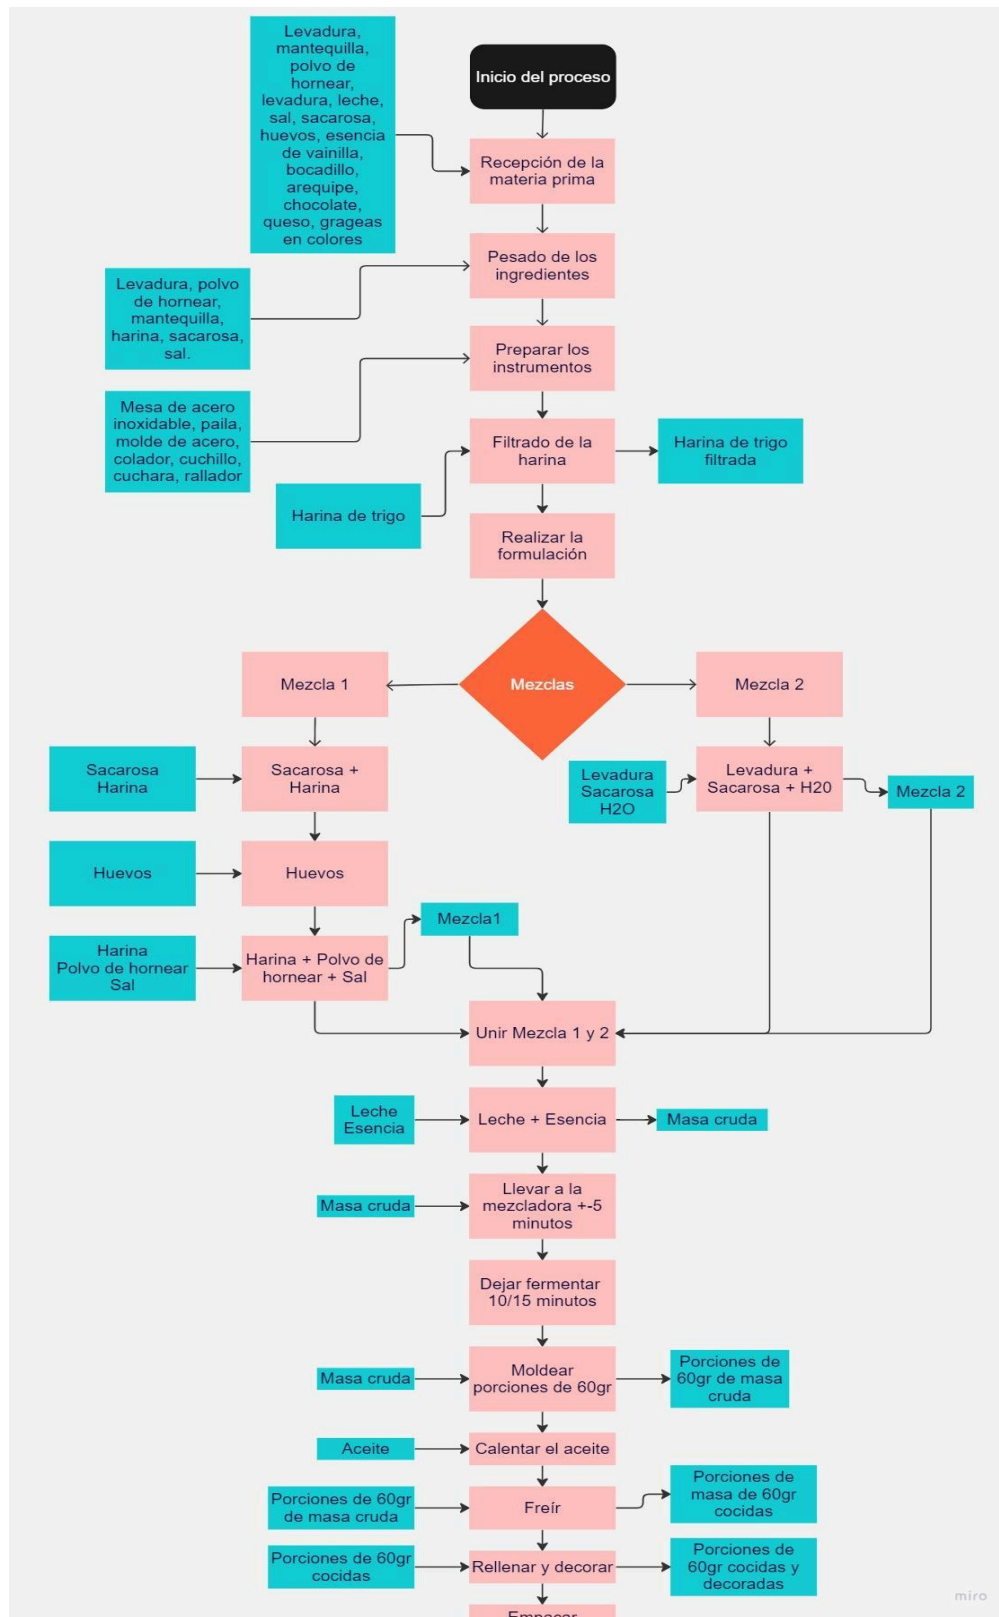 Levadura,
mantequilla,
polvo de
hornear,
levadura, leche,
sal, sacarosa,
huevos, esencia
de vainilla,
bocadillo,
arequipe,
chocolate,
queso, grageas
en colores
Inicio del proceso
Recepción de la
materia prima
Pesado de los
ingredientes
Levadura, polvo
de hornear,
mantequilla,
harina, sacarosa,
sal.
Preparar los
instrumentos
Mesa de acero
inoxidable, paila,
molde de acero,
colador, cuchillo,
cuchara, rallador
Filtrado de la
harina
Harina de trigo
filtrada
Harina de trigo
Realizar la
formulación
Mezclas
Mezcla 1
Mezcla 2
Sacarosa
Harina
Sacarosa +
Harina
Levadura
Sacarosa
H2O
Levadura +
Sacarosa + H20
Mezcla 2
Huevos
Huevos
Mezcla1
Harina
Polvo de hornear
Sal
Harina + Polvo de
hornear + Sal
Unir Mezcla 1 y 2
Leche
Esencia
Leche + Esencia
Masa cruda
Masa cruda
Llevar a la
mezcladora +-5
minutos
Dejar fermentar
10/15 minutos
Masa cruda
Moldear
porciones de 60gr
Porciones de
60gr de masa
cruda
Aceite
Calentar el aceite
Porciones de 60gr
de masa cruda
Freír
Porciones de
masa de 60gr
cocidas
Porciones de 60gr
cocidas
Rellenar y decorar
Porciones de
60gr cocidas y
decoradas
Empacar
miro